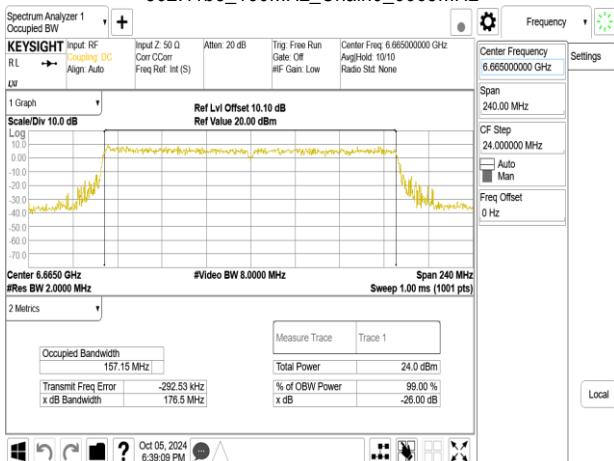 Spectrum Analyzer 1
Occupied BW
Frequency
KEYSIGHT
RL
Input: RF
Coupling: DC
Align: Auto
Input Z: 50 Ω
Corr CCorr
Freq Ref: Int (S)
Atten: 20 dB
Trig: Free Run
Gate: Off
#IF Gain: Low
Center Freq: 6.665000000 GHz
Avg|Hold: 10/10
Radio Std: None
Center Frequency
6.665000000 GHz
Settings
Span
240.00 MHz
CF Step
24.000000 MHz
Auto
Man
Freq Offset
0 Hz
1 Graph
Scale/Div 10.0 dB
Ref Lvl Offset 10.10 dB
Ref Value 20.00 dBm
Log
10.0
0.00
-10.0
-20.0
-30.0
-40.0
-50.0
-60.0
-70.0
Center 6.6650 GHz
#Res BW 2.0000 MHz
#Video BW 8.0000 MHz
Span 240 MHz
Sweep 1.00 ms (1001 pts)
2 Metrics
Measure Trace
Trace 1
Occupied Bandwidth
157.15 MHz
Total Power
24.0 dBm
Transmit Freq Error
-292.53 kHz
% of OBW Power
99.00 %
x dB Bandwidth
176.5 MHz
x dB
-26.00 dB
Local
?
Oct 05, 2024
6:39:09 PM